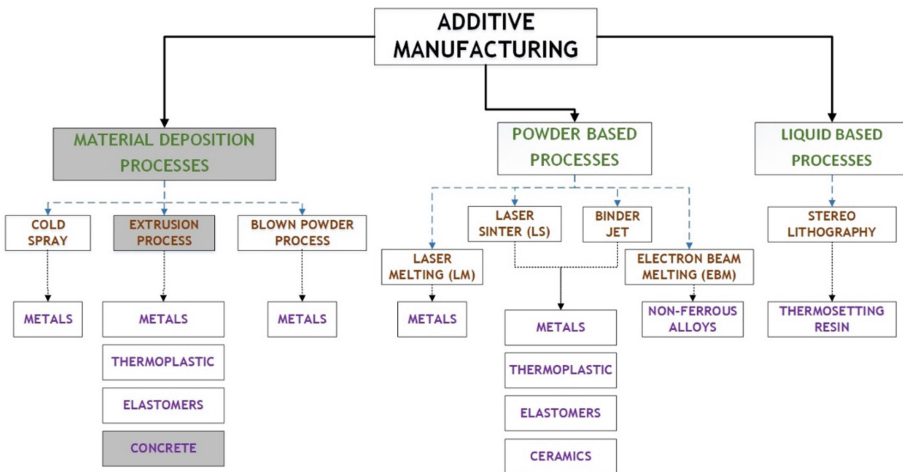 ADDITIVE
MANUFACTURING
MATERIAL DEPOSITION
PROCESSES
POWDER BASED
PROCESSES
LIQUID BASED
PROCESSES
COLD
SPRAY
EXTRUSION
PROCESS
BLOWN POWDER
PROCESS
LASER
SINTER (LS)
BINDER
JET
STEREO
LITHOGRAPHY
LASER
MELTING (LM)
ELECTRON BEAM
MELTING (EBM)
METALS
METALS
METALS
METALS
NON-FERROUS
ALLOYS
THERMOSETTING
RESIN
METALS
THERMOPLASTIC
THERMOPLASTIC
ELASTOMERS
ELASTOMERS
CONCRETE
CERAMICS